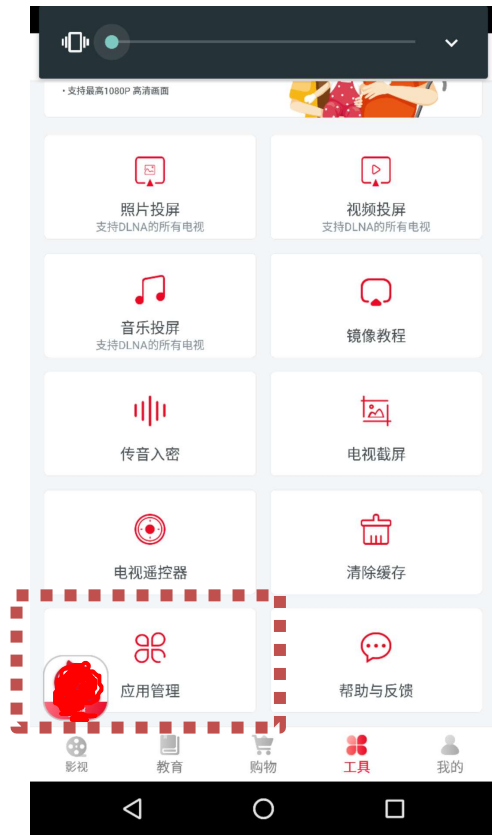 ·支持最高1080P 高清画面
照片投屏
支持DLNA的所有电视
视频投屏
支持DLNA的所有电视
音乐投屏
支持DLNA的所有电视
镜像教程
传音入密
电视截屏
电视遥控器
清除缓存
应用管理
帮助与反馈
影视
教育
购物
工具
我的